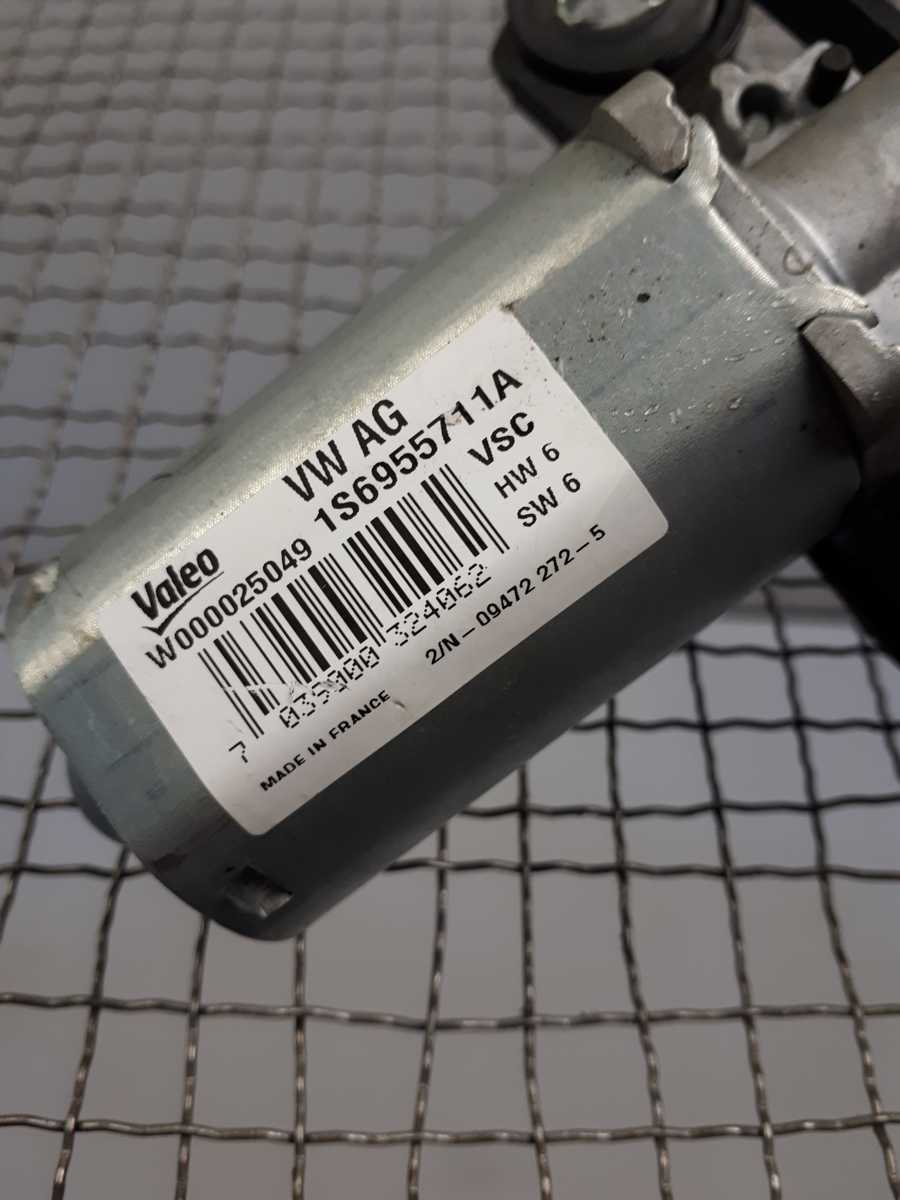 VW AG
Valeo
W000025049 1S6955711A
VSC
HW 6
SW 6
7 035000 324062
MADE IN FRANCE
2/N-09472 272-5